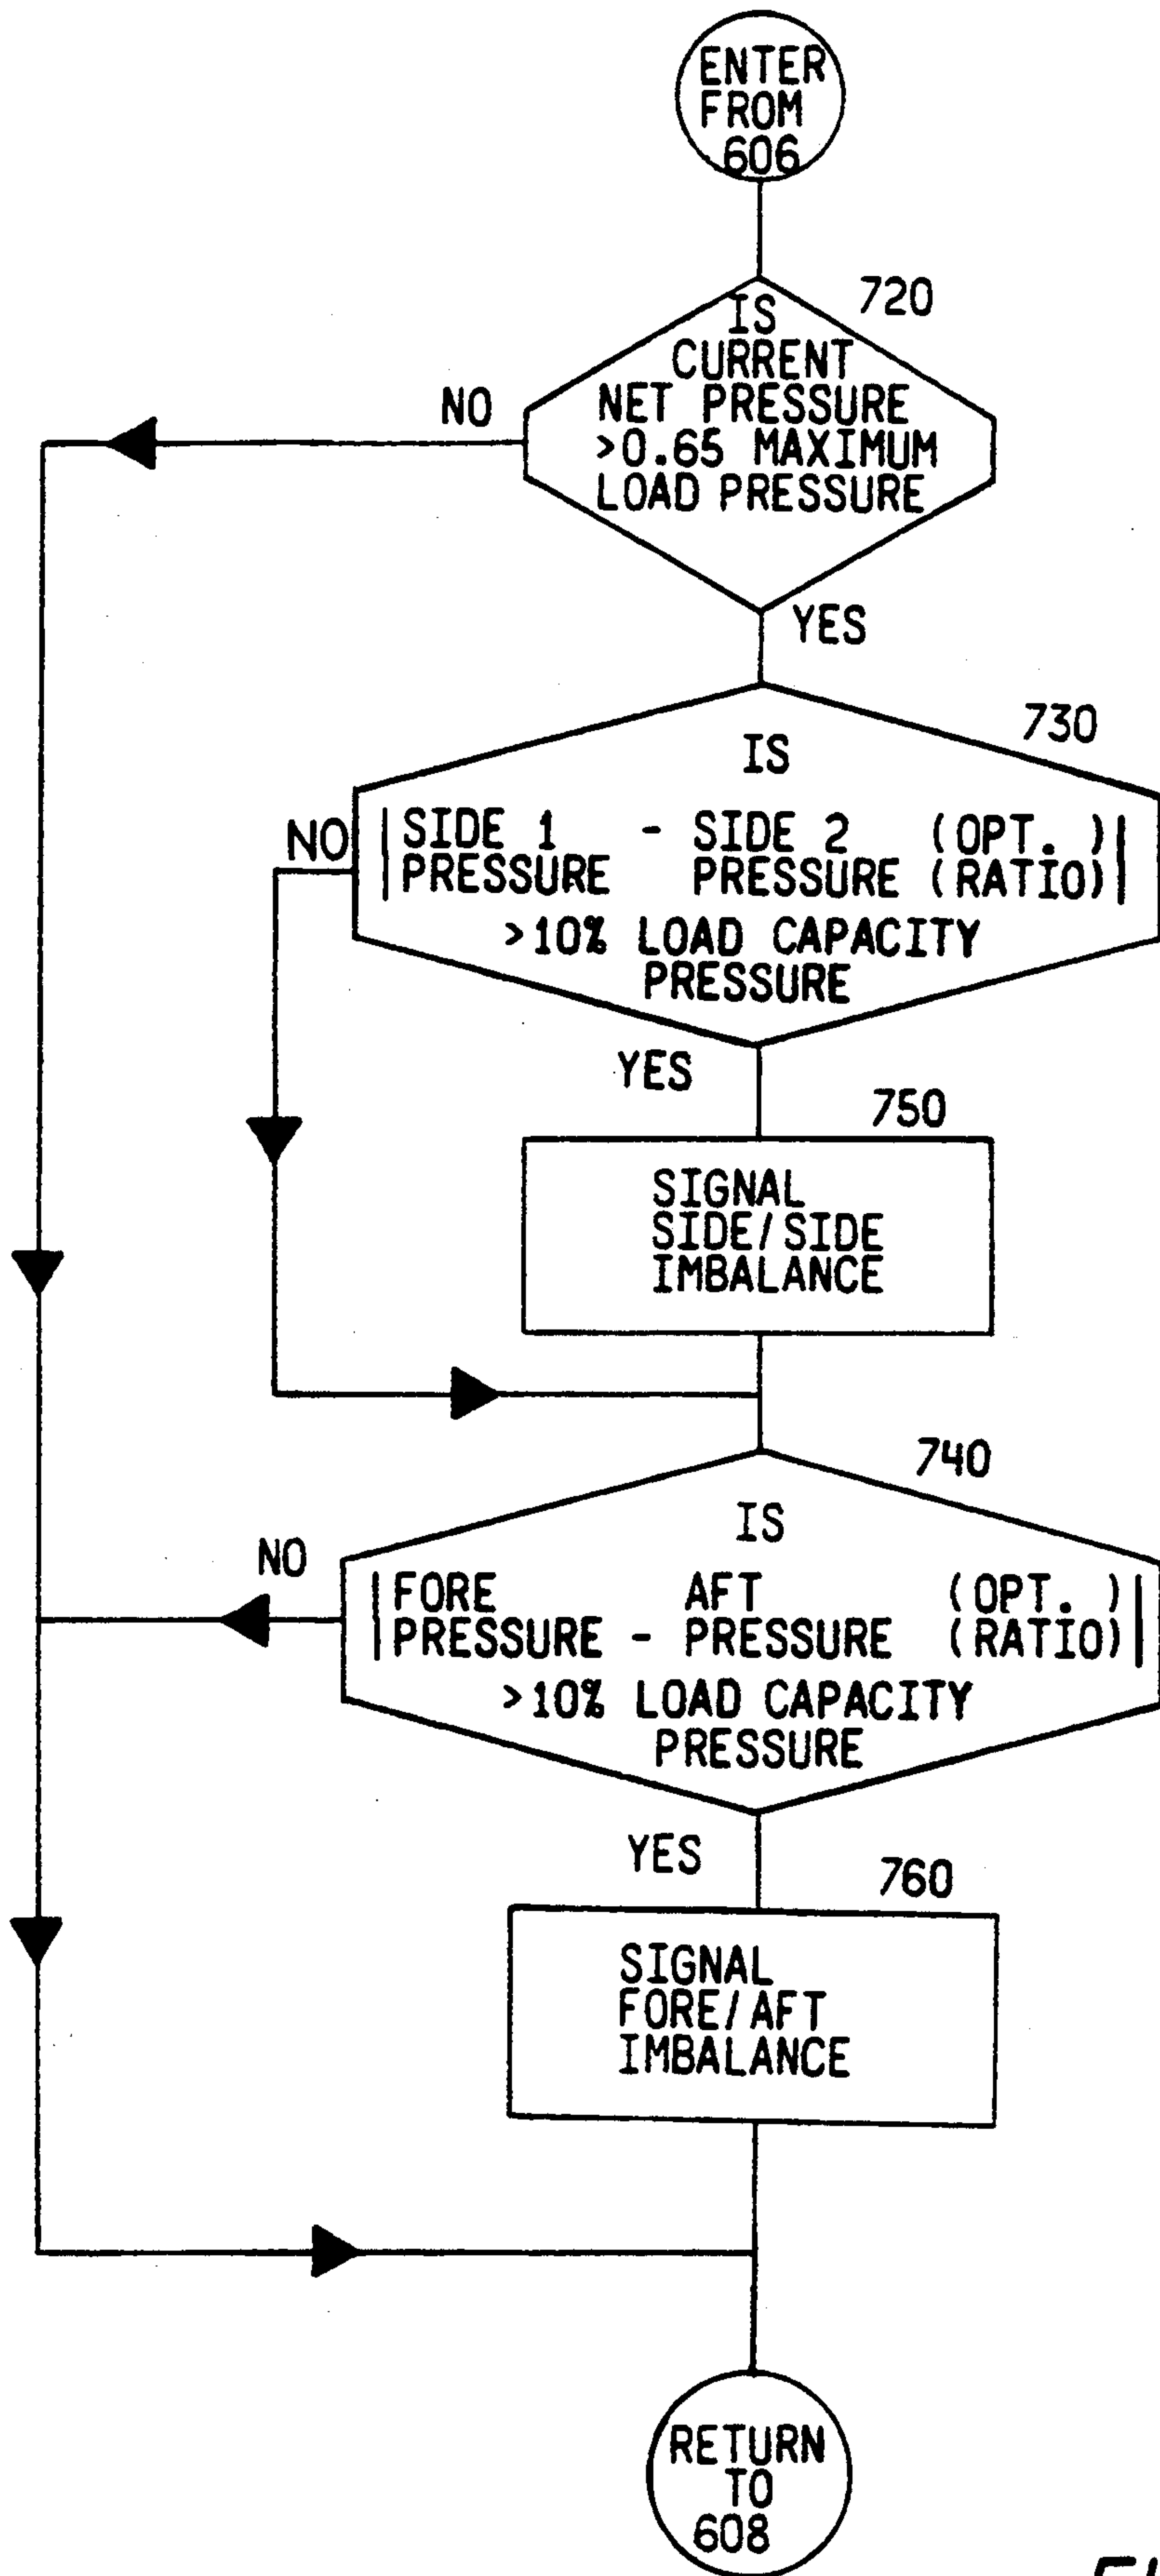 ENTER
FROM
606
720
IS
CURRENT
NET PRESSURE
>0.65 MAXIMUM
LOAD PRESSURE
NO
YES
730
IS
NO
|SIDE 1 - SIDE 2 (OPT. )|
|PRESSURE PRESSURE (RATIO)|
>10% LOAD CAPACITY
PRESSURE
YES
750
SIGNAL
SIDE/SIDE
IMBALANCE
740
IS
NO
|FORE AFT (OPT. )|
|PRESSURE - PRESSURE (RATIO)|
>10% LOAD CAPACITY
PRESSURE
YES
760
SIGNAL
FORE/AFT
IMBALANCE
RETURN
TO
608